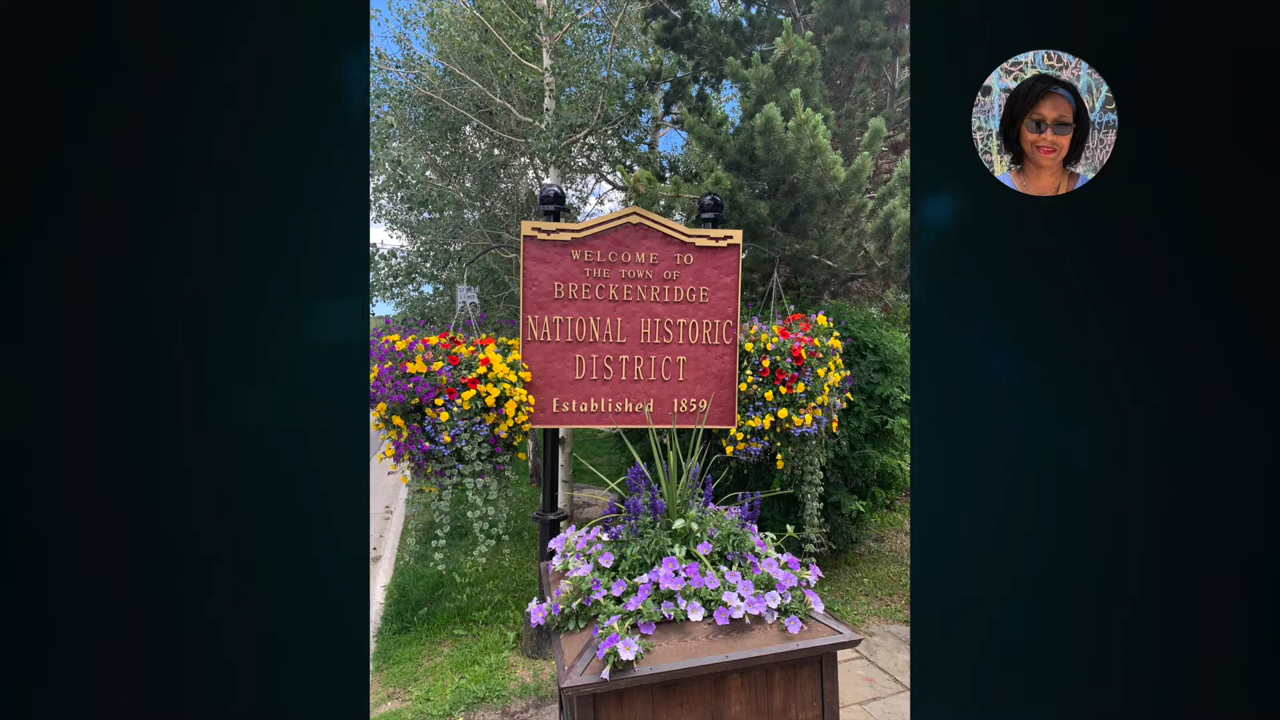 WELCOME TO
THE TOWN OF
BRECKENRIDGE
NATIONAL HISTORIC
DISTRICT
Established 1859